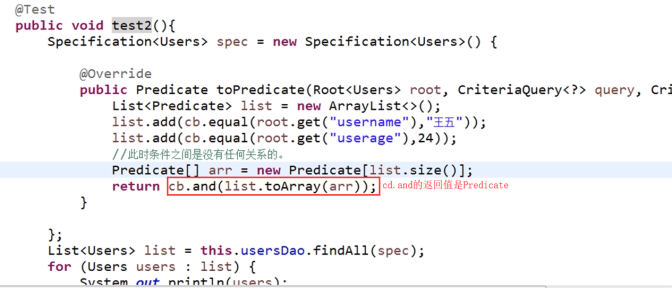 @Test
public void test2(){
Specification<Users> spec = new Specification<Users>() {
@Override
public Predicate toPredicate(Root<Users> root, CriteriaQuery<?> query, Cri
List<Predicate> list = new ArrayList<>();
list.add(cb.equal(root.get("username"),"王五"));
list.add(cb.equal(root.get("userage"),24));
//此时条件之间是没有任何关系的。
Predicate[] arr = new Predicate[list.size()];
return cb.and(list.toArray(arr)); cd.and的返回值是Predicate
}
};
List<Users> list = this.usersDao.findAll(spec);
for (Users users : list) {
System.out.println(users);